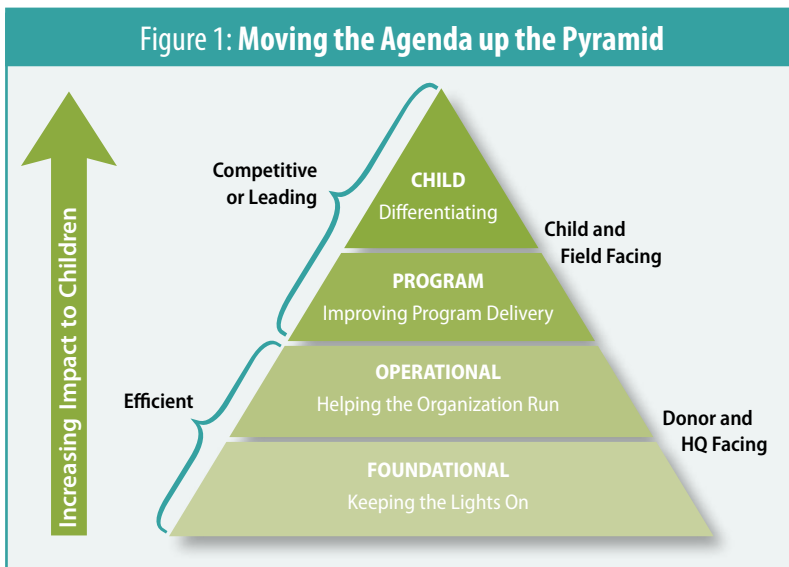 Figure 1: Moving the Agenda up the Pyramid
Increasing Impact to Children
Competitive
or Leading
CHILD
Differentiating
Child and
Field Facing
PROGRAM
Improving Program Delivery
Efficient
OPERATIONAL
Helping the Organization Run
Donor and
HQ Facing
FOUNDATIONAL
Keeping the Lights On